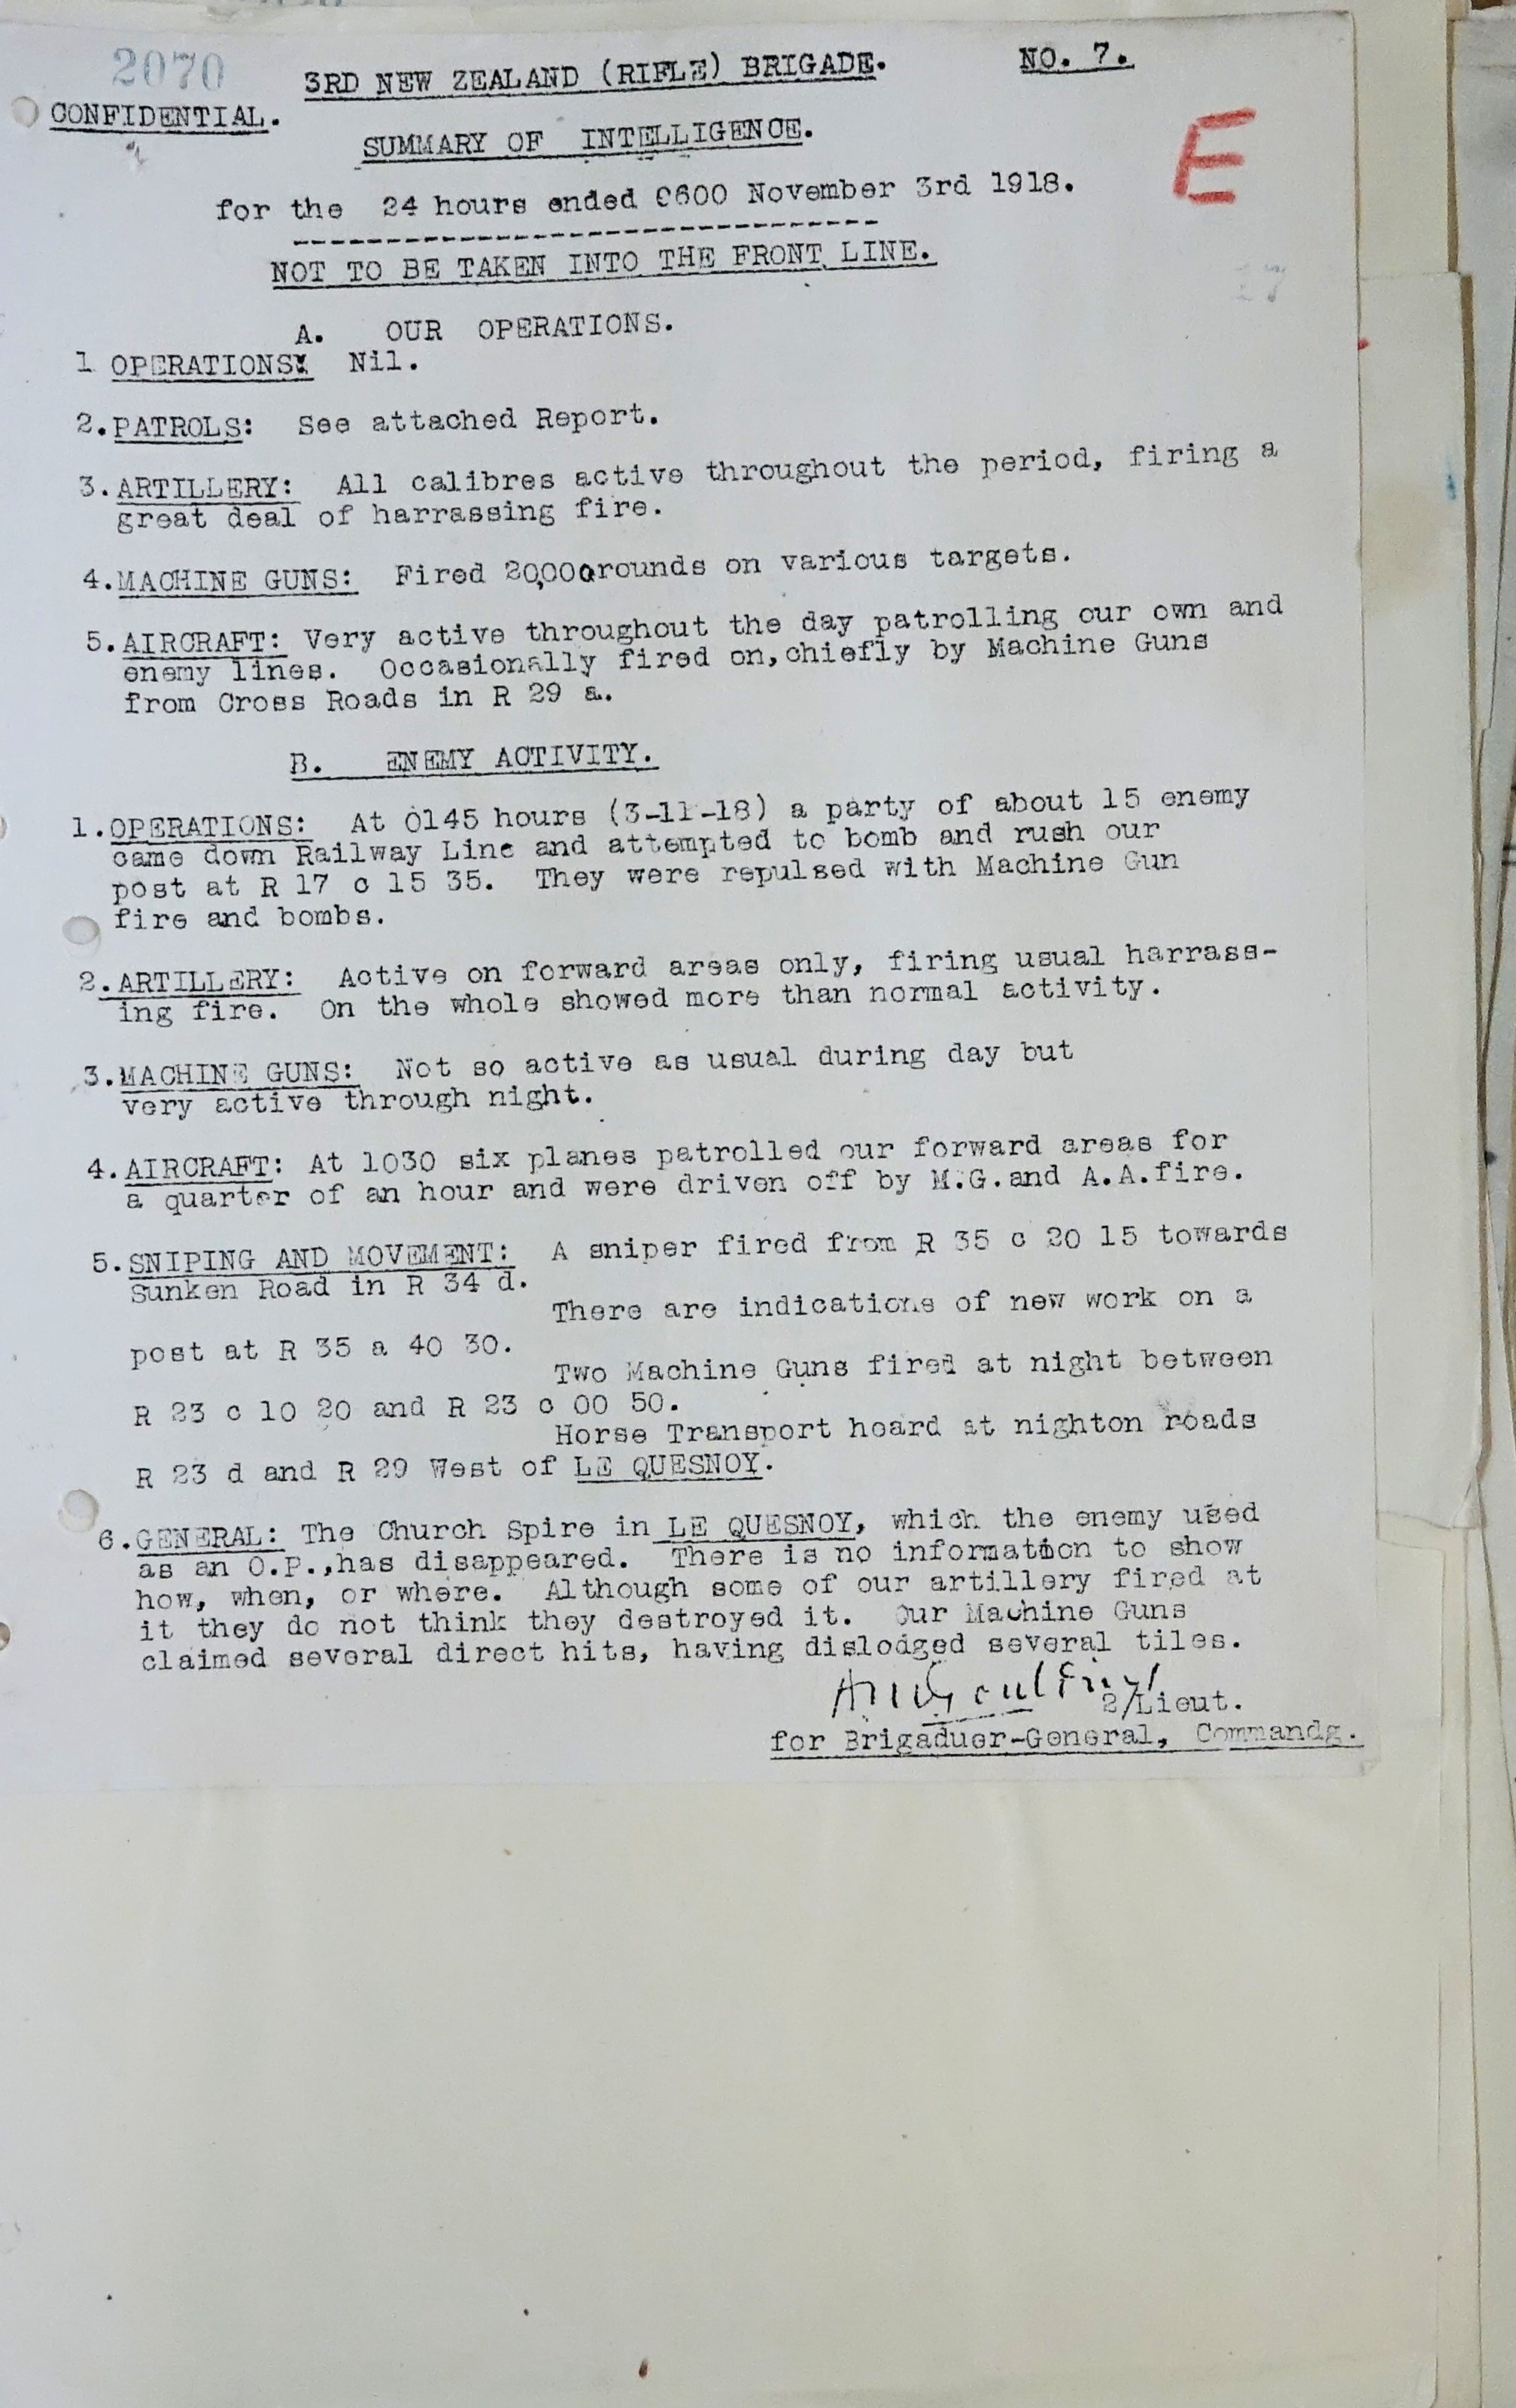 2070
3RD NEW ZEALAND (RIFLE) BRIGADE.
NO. 7.
CONFIDENTIAL.
E
SUMMARY OF INTELLIGENCE.
for the 24 hours ended 0600 November 3rd 1918.
NOT TO BE TAKEN INTO THE FRONT LINE.
17
A. OUR OPERATIONS.
1 OPERATIONS: Nil.
2.PATROLS: See attached Report.
3.ARTILLERY: All calibres active throughout the period, firing a
great deal of harrassing fire.
4.MACHINE GUNS: Fired 20,000rounds on various targets.
5.AIRCRAFT: Very active throughout the day patrolling our own and
enemy lines. Occasionally fired on,chiefly by Machine Guns
from Cross Roads in R 29 a.
B. ENEMY ACTIVITY.
1.OPERATIONS: At 0145 hours (3-11-18) a party of about 15 enemy
came down Railway Line and attempted to bomb and rush our
post at R 17 c 15 35. They were repulsed with Machine Gun
fire and bombs.
2.ARTILLERY: Active on forward areas only, firing usual harrass-
ing fire. On the whole showed more than normal activity.
3.MACHINE GUNS: Not so active as usual during day but
very active through night.
4.AIRCRAFT: At 1030 six planes patrolled our forward areas for
a quarter of an hour and were driven off by M.G.and A.A.fire.
5.SNIPING AND MOVEMENT: A sniper fired from R 35 c 20 15 towards
Sunken Road in R 34 d.
There are indications of new work on a
post at R 35 a 40 30.
Two Machine Guns fired at night between
R 23 c 10 20 and R 23 c 00 50.
Horse Transport heard at nighton roads
R 23 d and R 29 West of LE QUESNOY.
6.GENERAL: The Church Spire in LE QUESNOY, which the enemy used
as an O.P.,has disappeared. There is no information to show
how, when, or where. Although some of our artillery fired at
it they do not think they destroyed it. Our Machine Guns
claimed several direct hits, having dislodged several tiles.
2/Lieut.
for Brigaduer-General, Commandg.